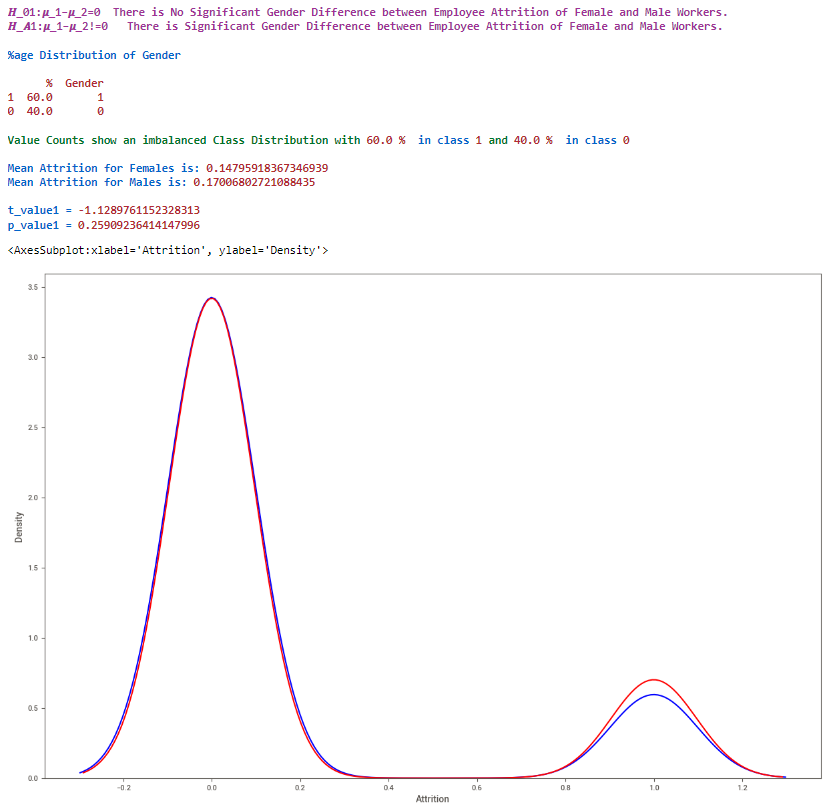 H_01:μ_1−μ_2=0 There is No Significant Gender Difference between Employee Attrition of Female and Male Workers.
H_A1:μ_1−μ_2!=0 There is Significant Gender Difference between Employee Attrition of Female and Male Workers.
%age Distribution of Gender
% Gender
1 60.0 1
0 40.0 0
Value Counts show an imbalanced Class Distribution with 60.0 % in class 1 and 40.0 % in class 0
Mean Attrition for Females is: 0.14795918367346939
Mean Attrition for Males is: 0.17006802721088435
t_value1 = -1.1289761152328313
p_value1 = 0.25909236414147996
<AxesSubplot:xlabel='Attrition', ylabel='Density'>
3.5
3.0
2.5
2.0
1.5
1.0
0.5
0.0
Density
−0.2 0.0 0.2 0.4 0.6 0.8 1.0 1.2
Attrition